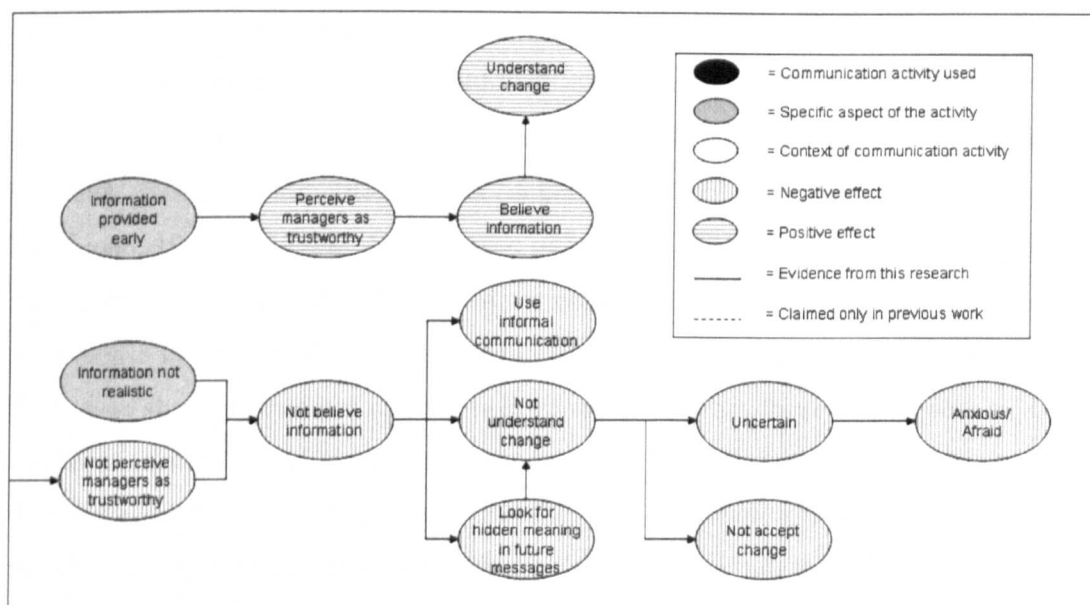 Understand
change
Information
provided
early
Perceive
managers as
trustworthy
Believe
information
Use
informal
communication
Information not
realistic
Not believe
information
Not
understand
change
Uncertain
Anxious/
Afraid
Not perceive
managers as
trustworthy
Look for
hidden meaning
in future
messages
Not accept
change
= Communication activity used
= Specific aspect of the activity
= Context of communication activity
= Negative effect
= Positive effect
= Evidence from this research
= Claimed only in previous work